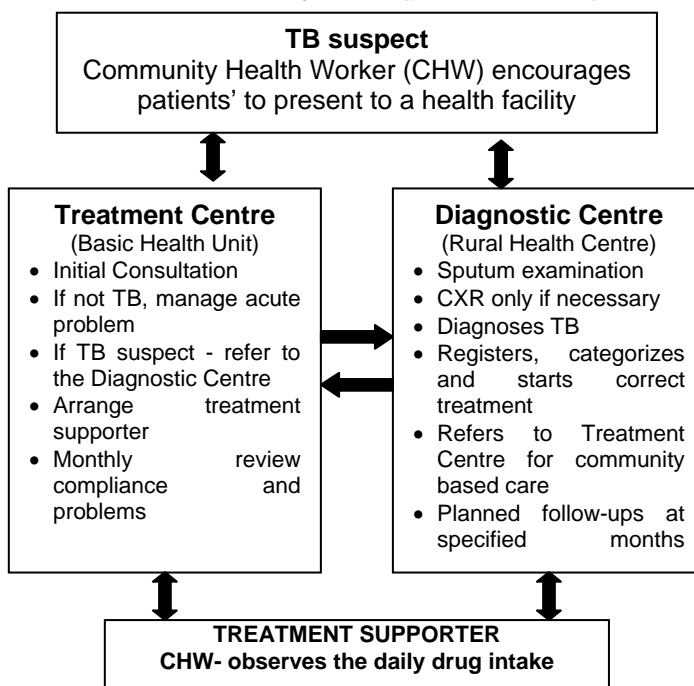 TB suspect
Community Health Worker (CHW) encourages
patients' to present to a health facility
Treatment Centre
(Basic Health Unit)
• Initial Consultation
• If not TB, manage acute
problem
• If TB suspect - refer to
the Diagnostic Centre
• Arrange treatment
supporter
• Monthly review
compliance and
problems
Diagnostic Centre
(Rural Health Centre)
• Sputum examination
• CXR only if necessary
• Diagnoses TB
• Registers, categorizes
and starts correct
treatment
• Refers to Treatment
Centre for community
based care
• Planned follow-ups at
specified months
TREATMENT SUPPORTER
CHW- observes the daily drug intake